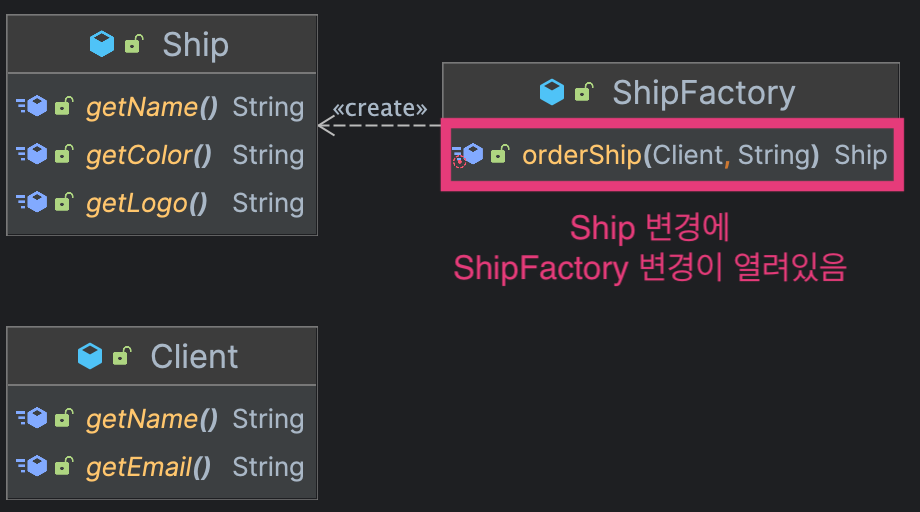 Ship
getName() String
getColor() String
getLogo() String
«create»
ShipFactory
orderShip(Client, String) Ship
Ship 변경에
ShipFactory 변경이 열려있음
Client
getName() String
getEmail() String